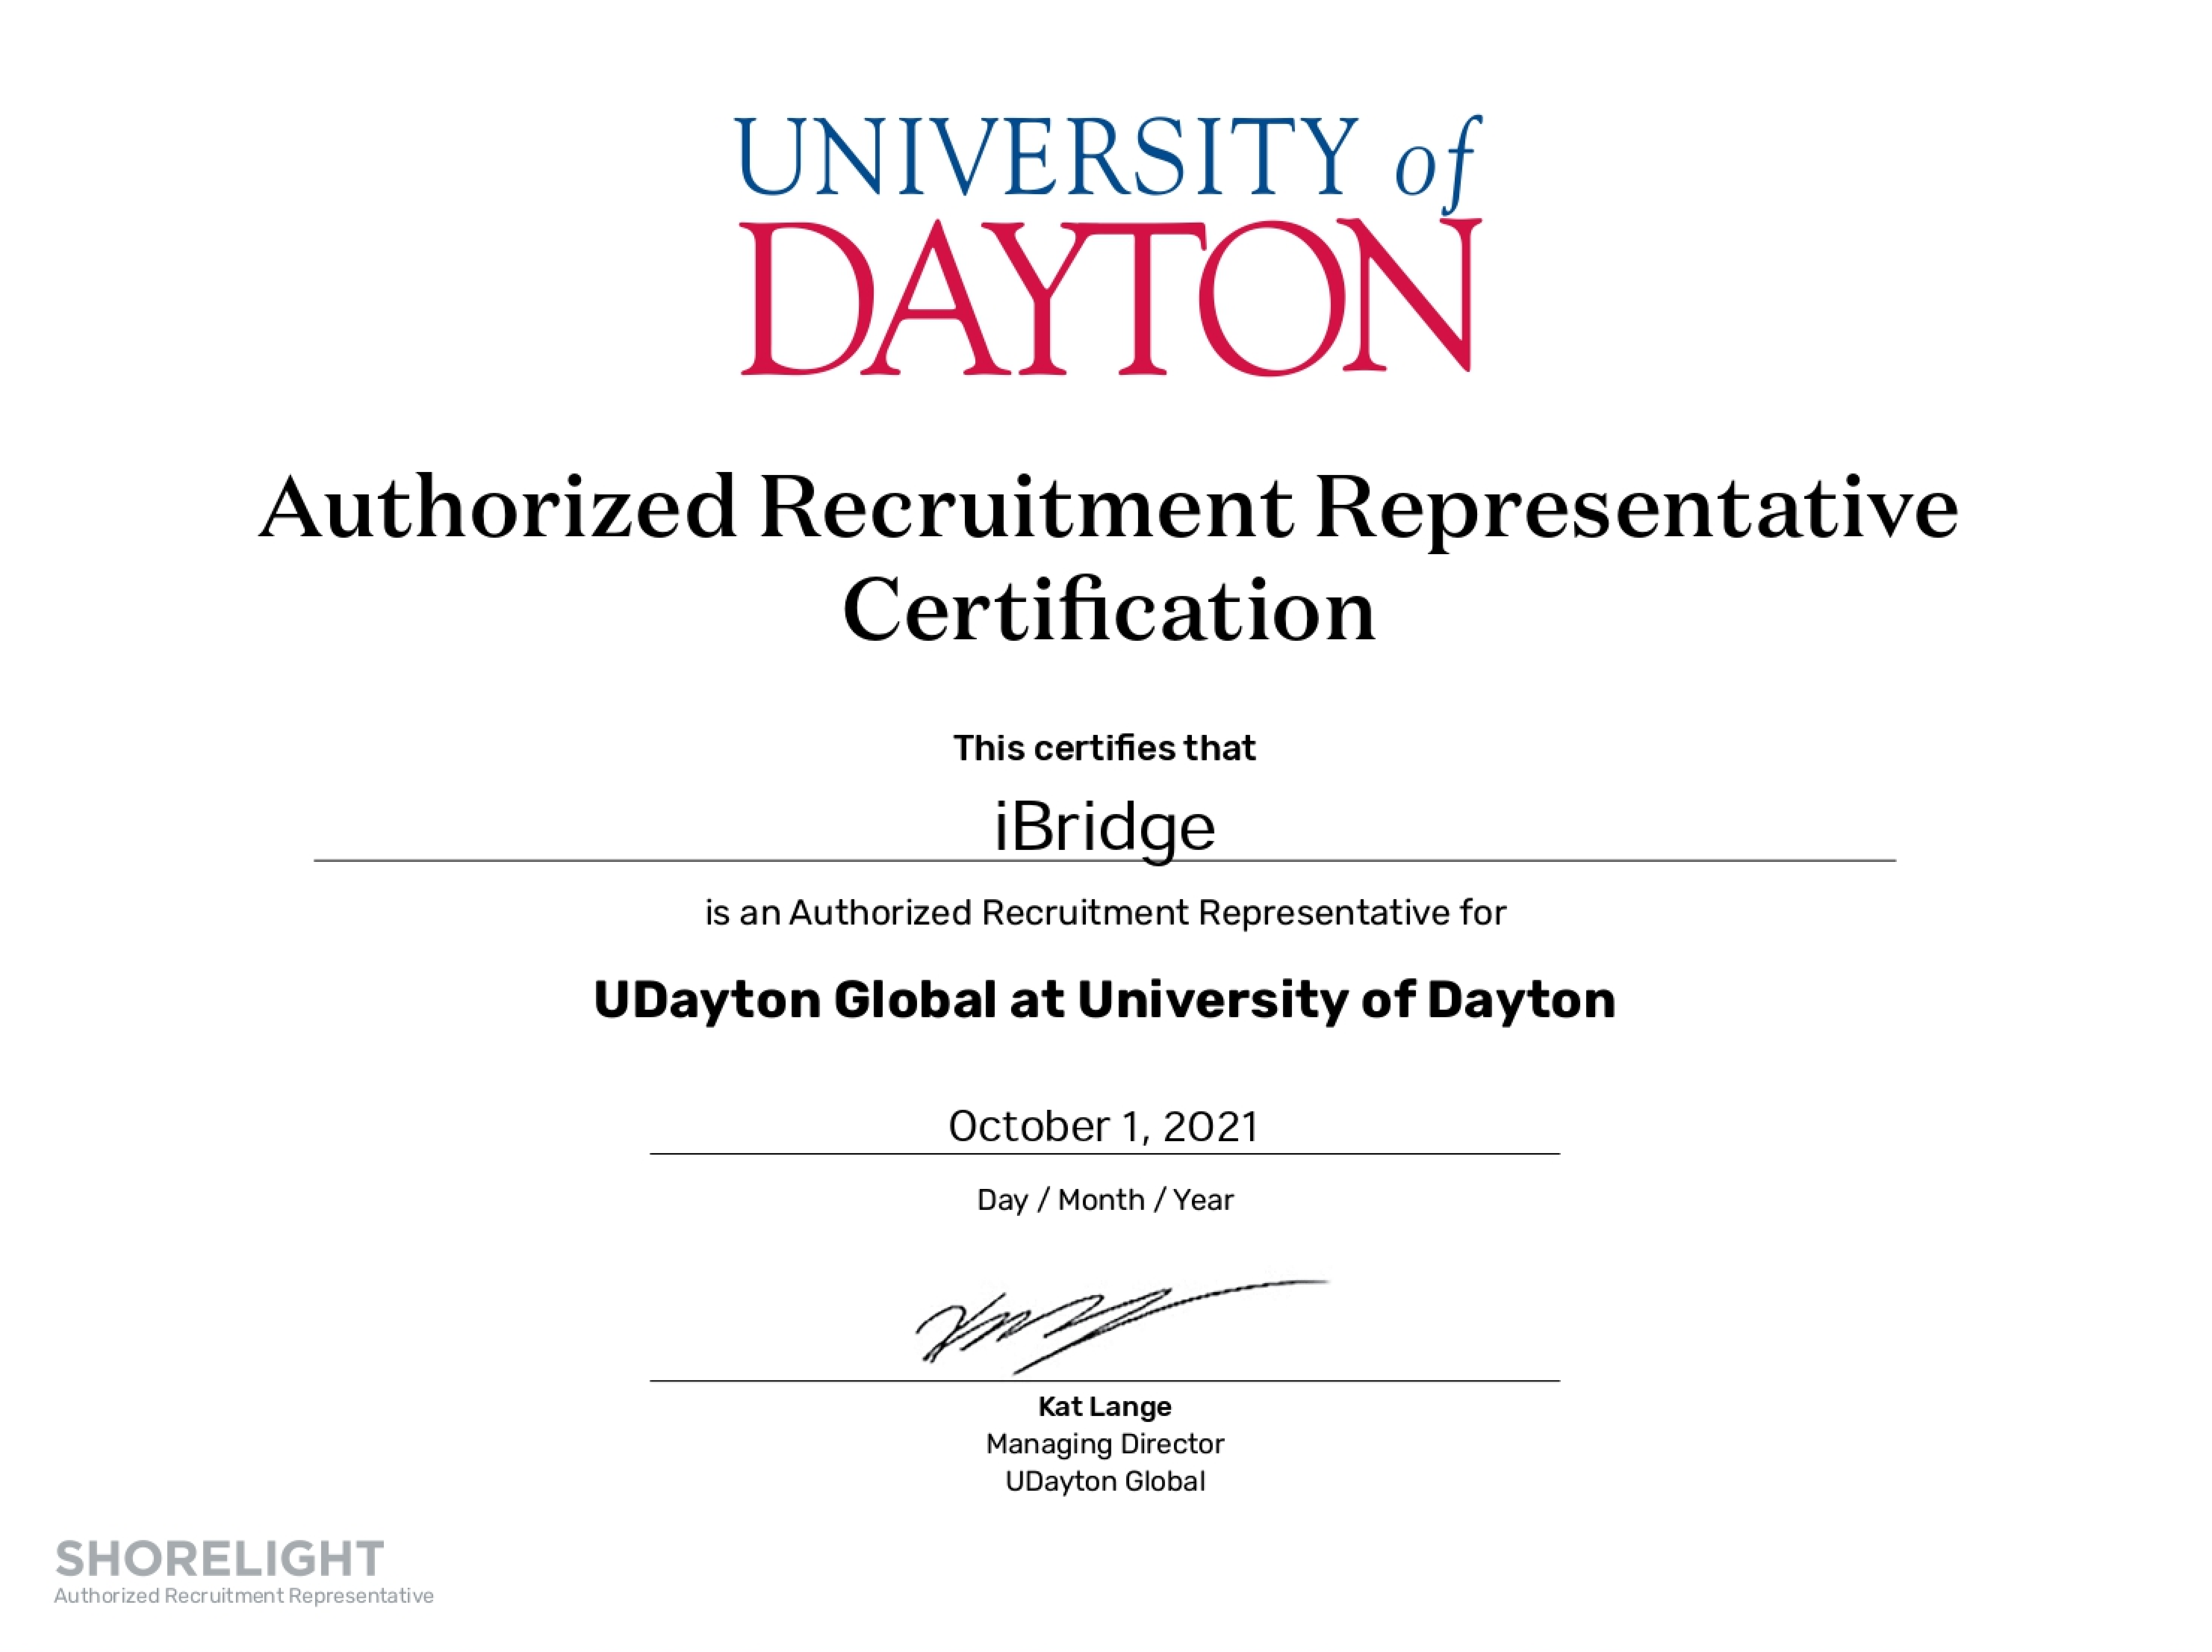 UNIVERSITY of
DAYTON
Authorized Recruitment Representative
Certification
This certifies that
iBridge
is an Authorized Recruitment Representative for
UDayton Global at University of Dayton
October 1, 2021
Day / Month / Year
Kat Lange
Managing Director
UDayton Global
SHORELIGHT
Authorized Recruitment Representative